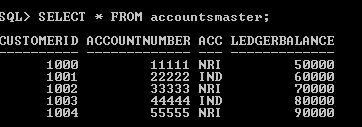 SQL> SELECT * FROM accountsmaster;
CUSTOMERID ACCOUNTNUMBER ACC LEDGERBALANCE
---------- ------------- --- -------------
1000 11111 NRI 50000
1001 22222 IND 60000
1002 33333 NRI 70000
1003 44444 IND 80000
1004 55555 NRI 90000